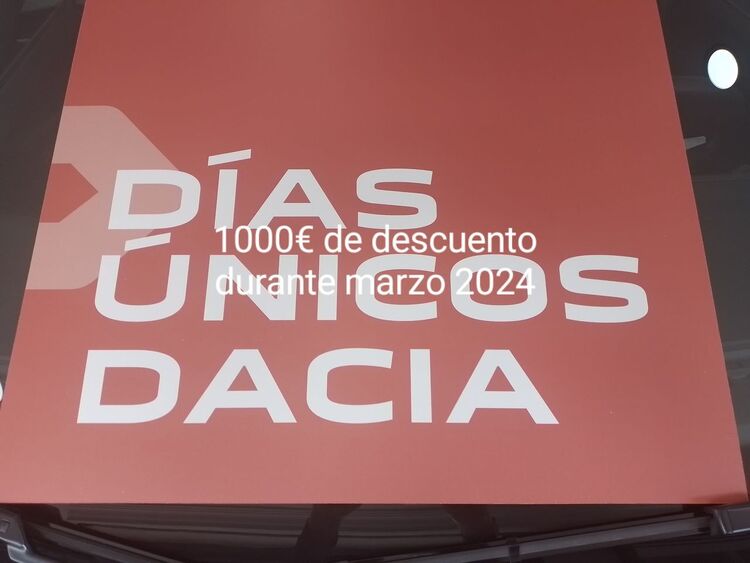 DÍAS
1000€ de descuento
ÚNICOS
durante marzo 2024
DACIA